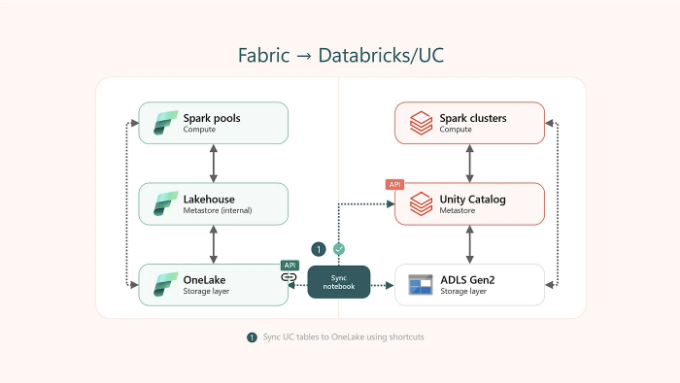 Fabric → Databricks/UC
Spark pools
Compute
Spark clusters
Compute
Lakehouse
Metastore (internal)
API
Unity Catalog
Metastore
1
API
OneLake
Storage layer
Sync
notebook
ADLS Gen2
Storage layer
1 Sync UC tables to OneLake using shortcuts